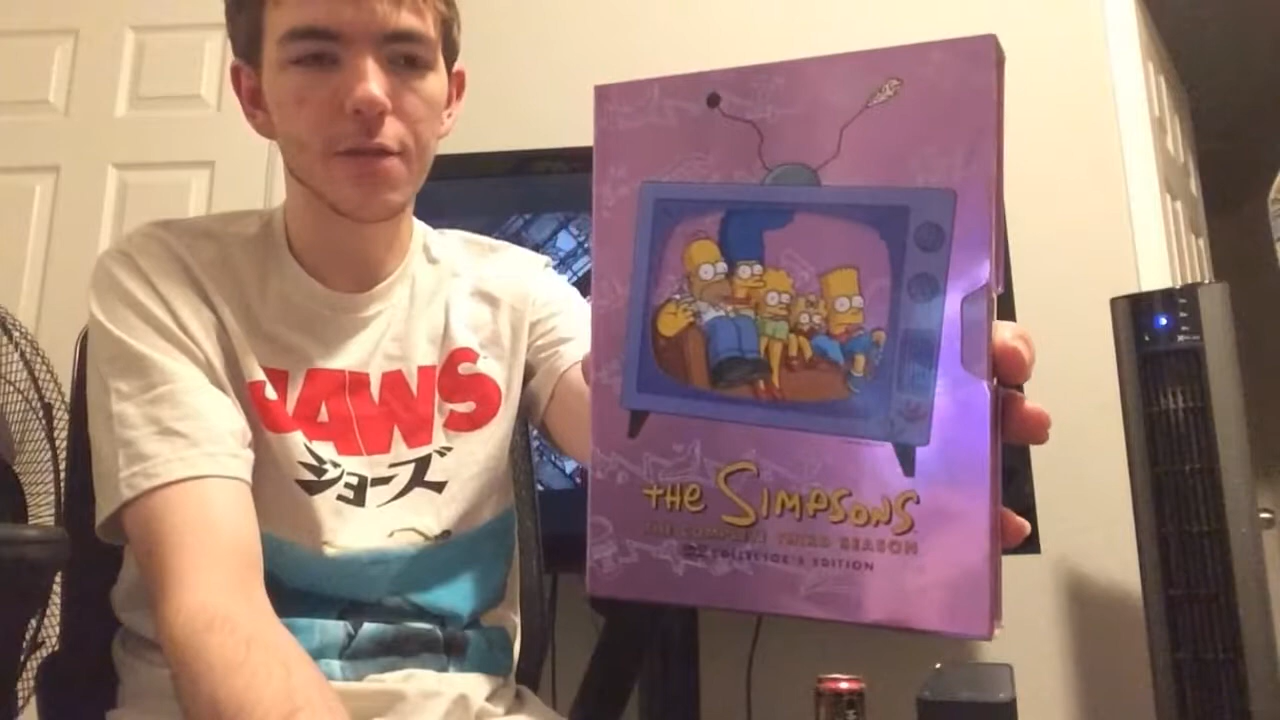 JAWS
ジョーズ
THE SIMPSONS
THE COMPLETE THIRD SEASON
COLLECTOR'S EDITION